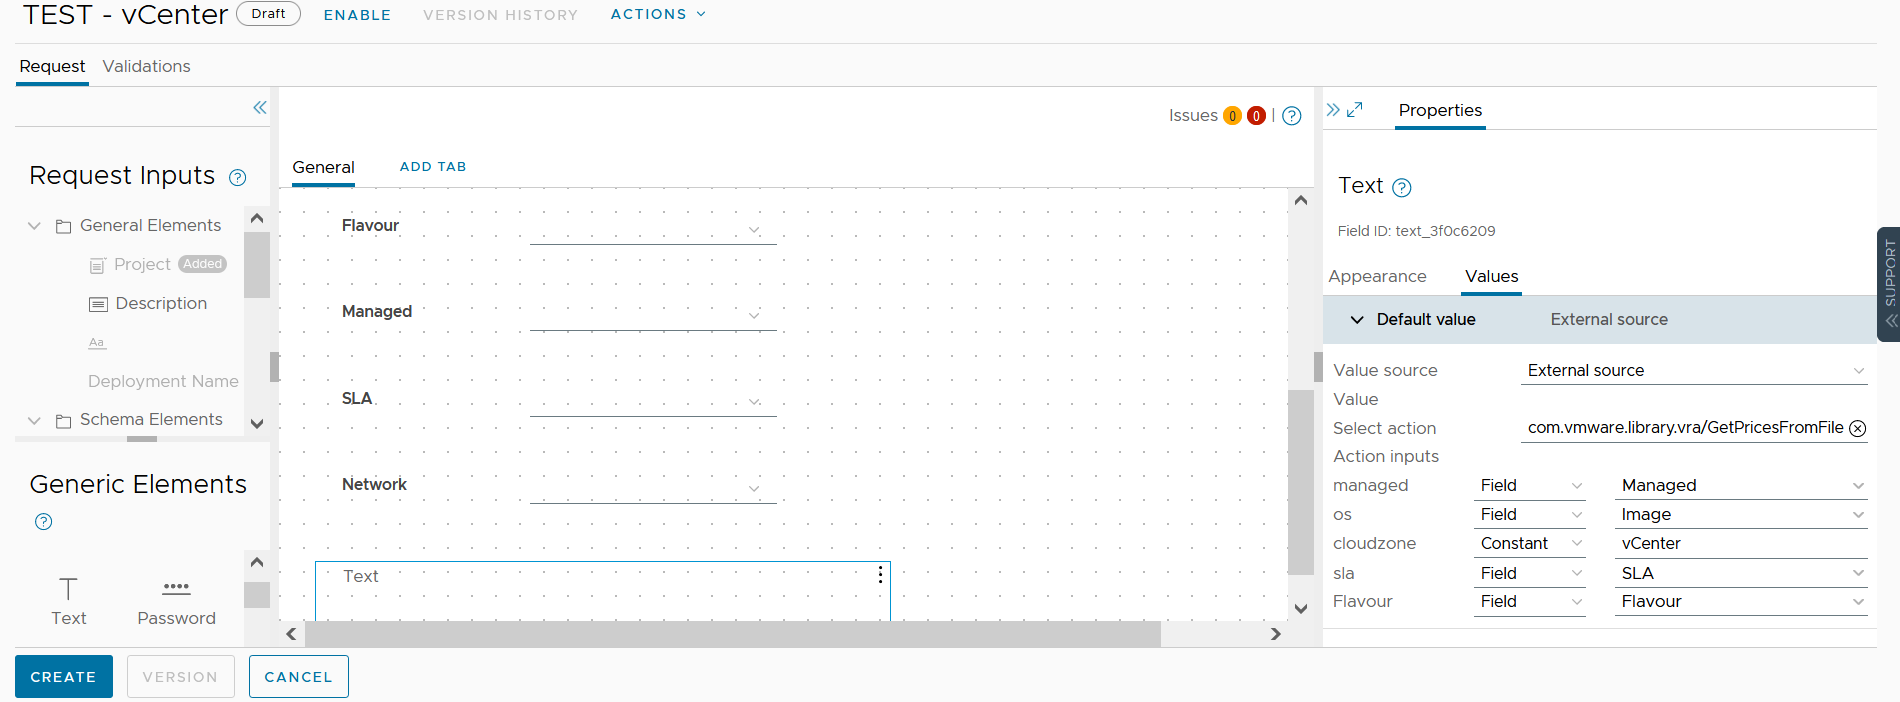 TEST - vCenter Draft ENABLE VERSION HISTORY ACTIONS
Request Validations
Issues 0 0 | ?
Properties
General ADD TAB
Request Inputs ?
General Elements
Project Added
Description
Aa
Deployment Name
Schema Elements
Generic Elements
?
Text Password
Flavour
Managed
SLA
Network
Text
Text ?
Field ID: text_3f0c6209
Appearance Values
Default value External source
Value source External source
Value
Select action com.vmware.library.vra/GetPricesFromFile
Action inputs
managed Field Managed
os Field Image
cloudzone Constant vCenter
sla Field SLA
Flavour Field Flavour
SUPPORT
CREATE VERSION CANCEL